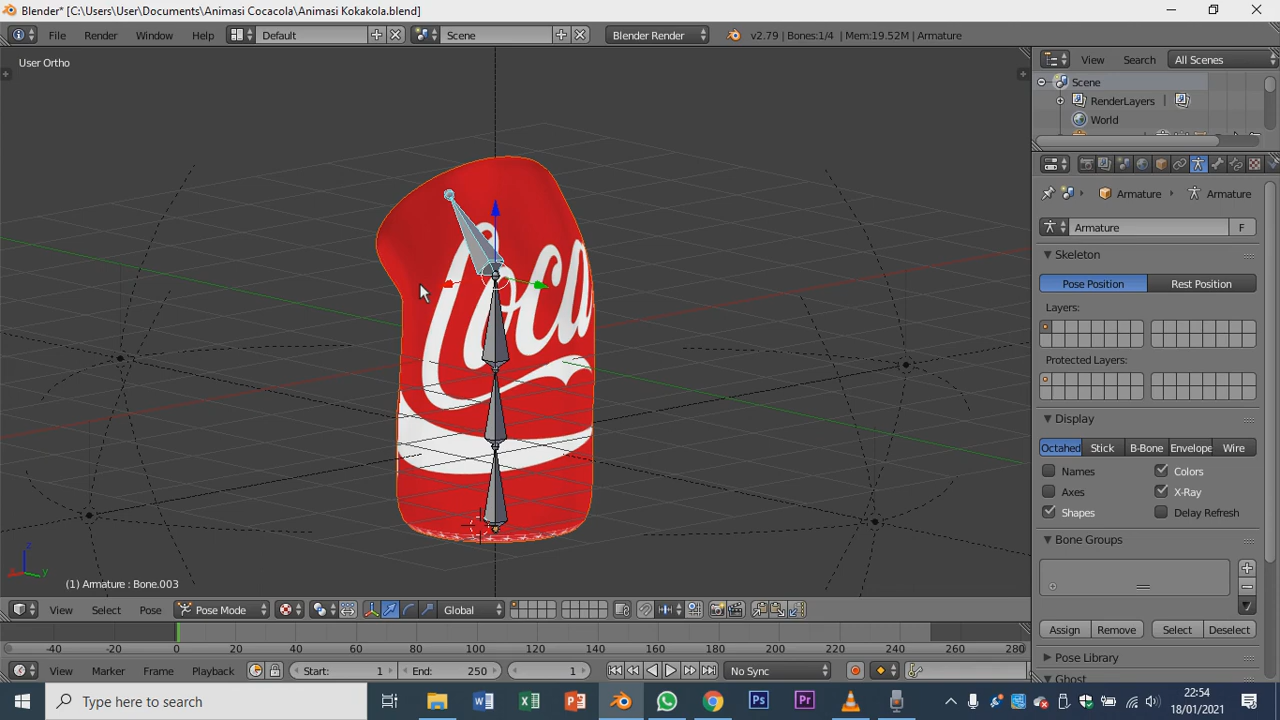 Blender* [C:\Users\User\Documents\Animasi Cocacola\Animasi Kokakola.blend]
File Render Window Help Default Scene Blender Render v2.79 | Bones:1/4 | Mem:19.52M | Armature
User Ortho
View Search All Scenes
Scene
RenderLayers
World
Armature Armature
Armature F
Skeleton
Pose Position Rest Position
Layers:
Protected Layers:
Display
Octahed Stick B-Bone Envelope Wire
Names Colors
Axes X-Ray
Shapes Delay Refresh
Bone Groups
Assign Remove Select Deselect
Pose Library
Ghost
Coca
z
y
(1) Armature : Bone.003
View Select Pose Pose Mode Global
-40 -20 0 20 40 60 80 100 120 140 160 180 200 220 240 260 280
View Marker Frame Playback Start: 1 End: 250 1 No Sync
Type here to search
22:54
18/01/2021